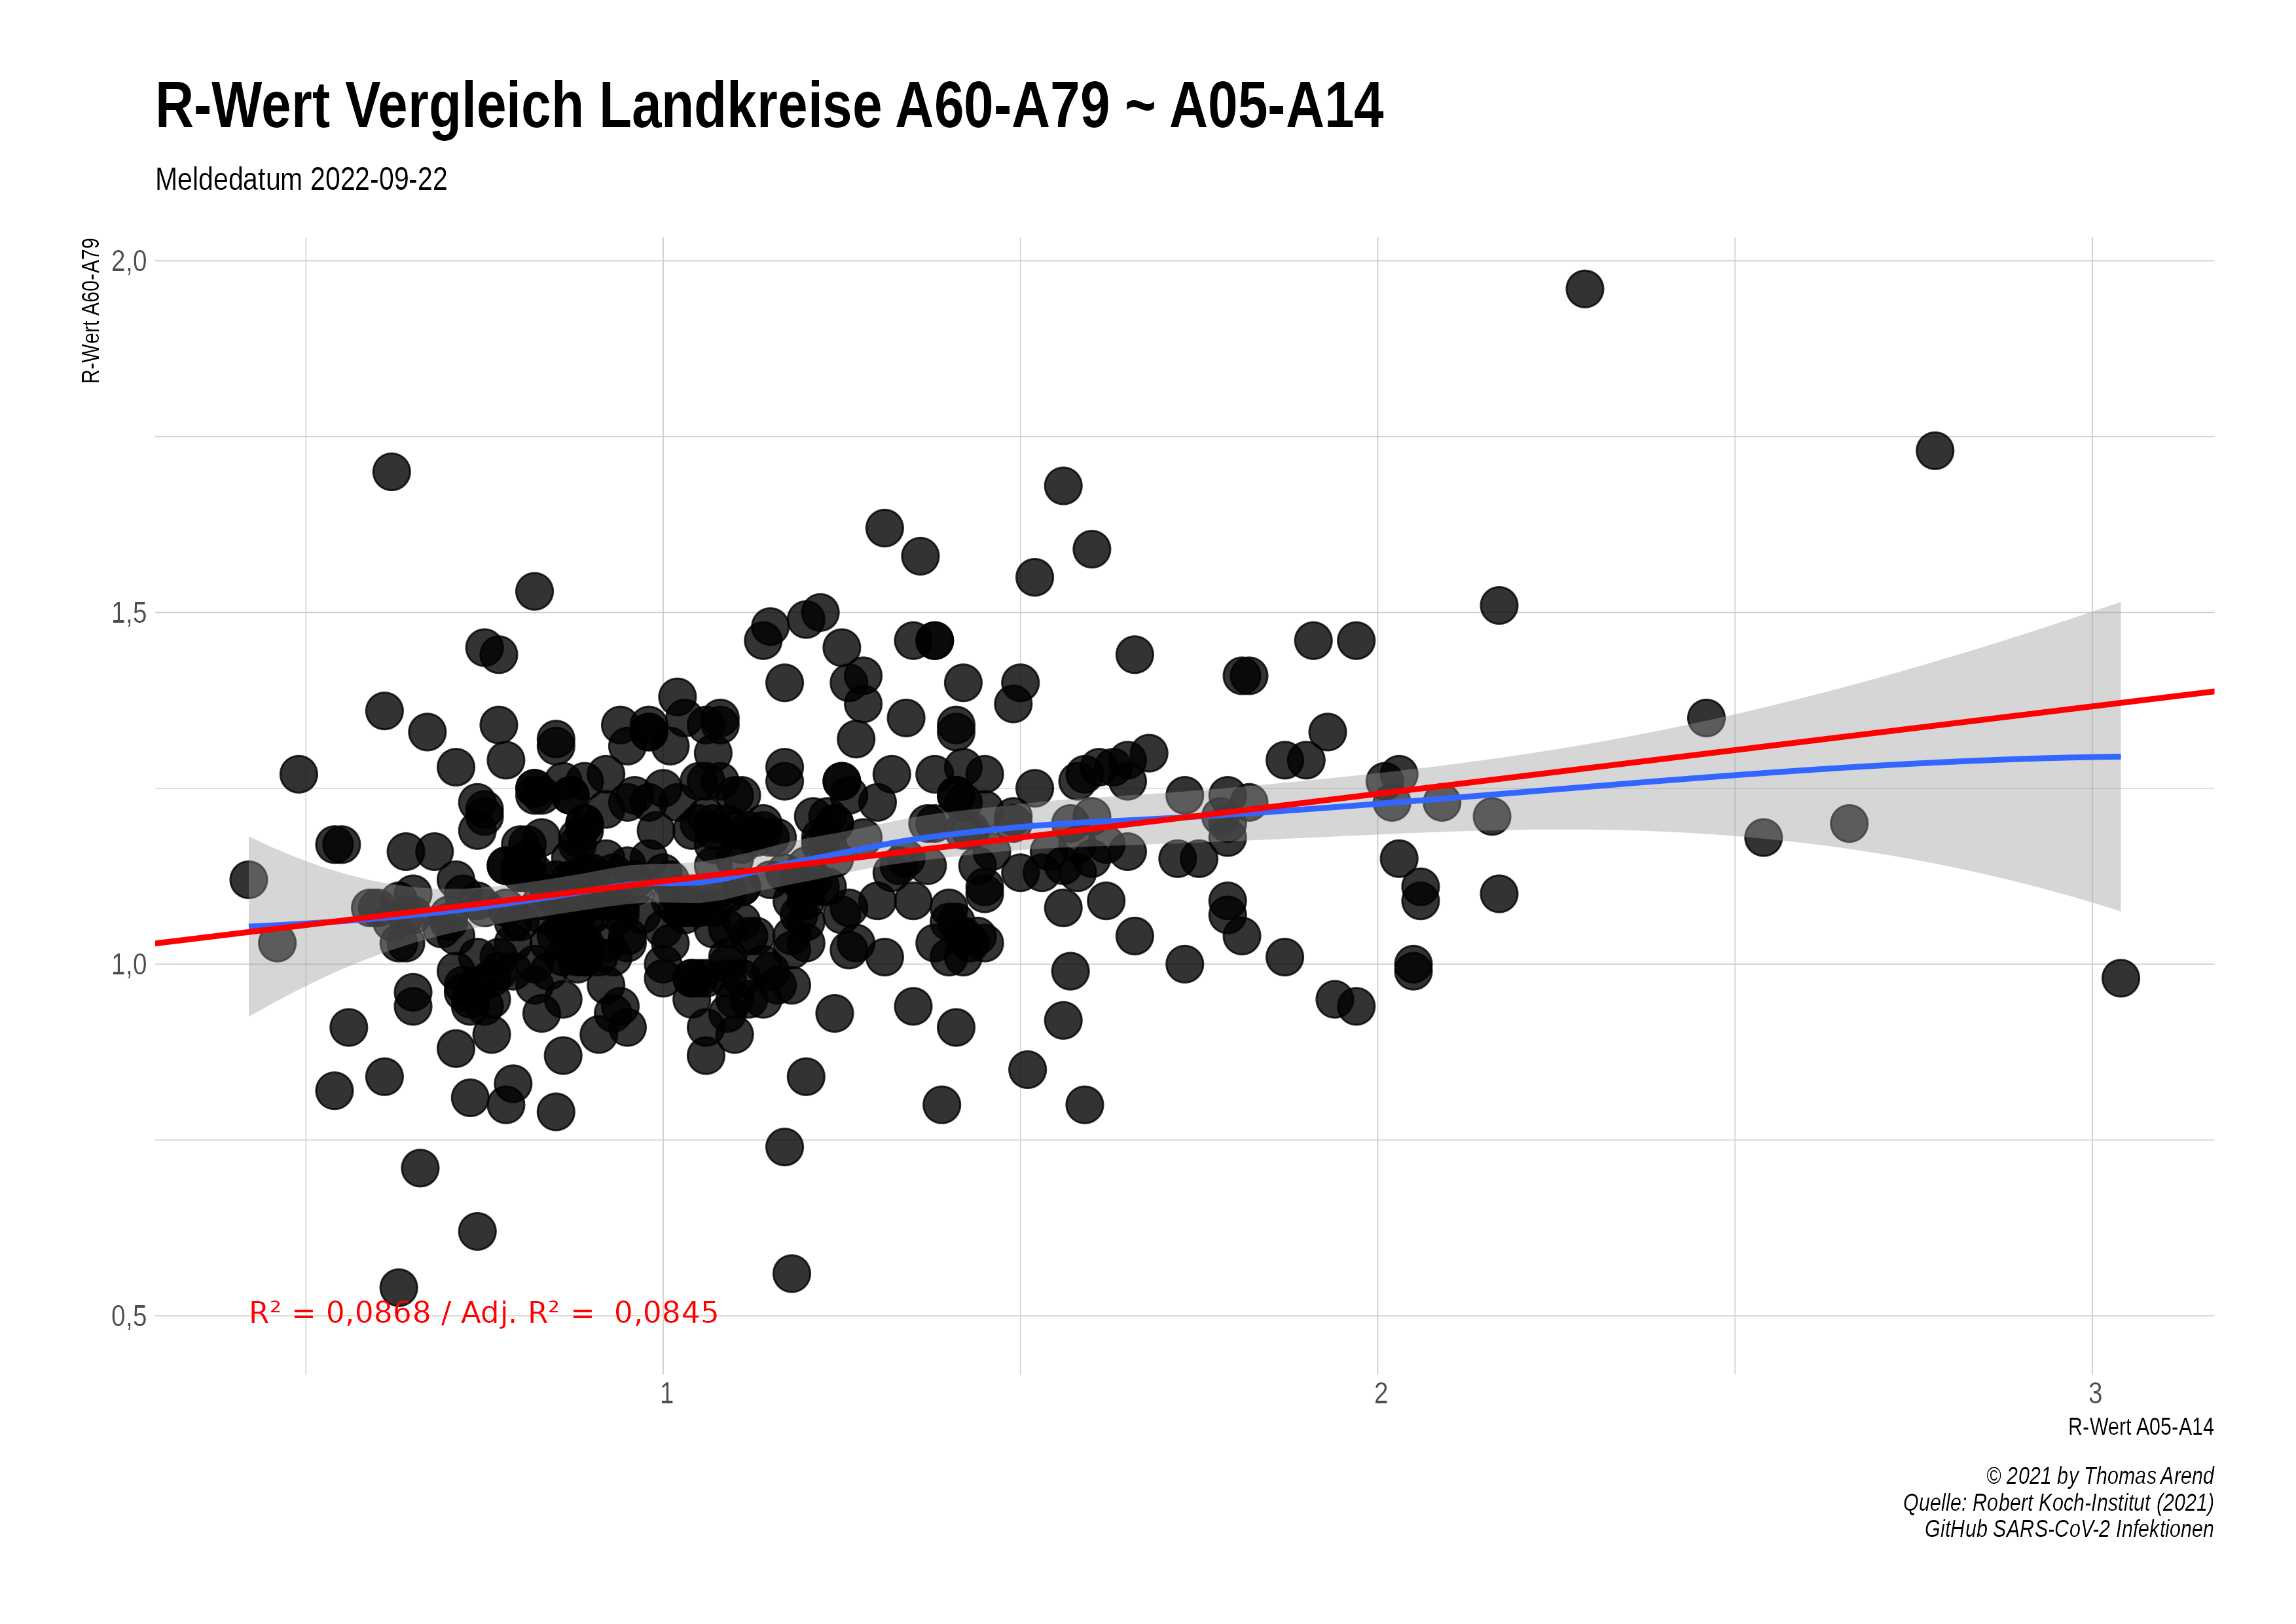 R-Wert Vergleich Landkreise A60-A79 ~ A05-A14
Meldedatum 2022-09-22
R-Wert A60-A79
2,0
1,5
1,0
0,5
R² = 0,0868 / Adj. R² = 0,0845
1
2
3
R-Wert A05-A14
© 2021 by Thomas Arend
Quelle: Robert Koch-Institut (2021)
GitHub SARS-CoV-2 Infektionen